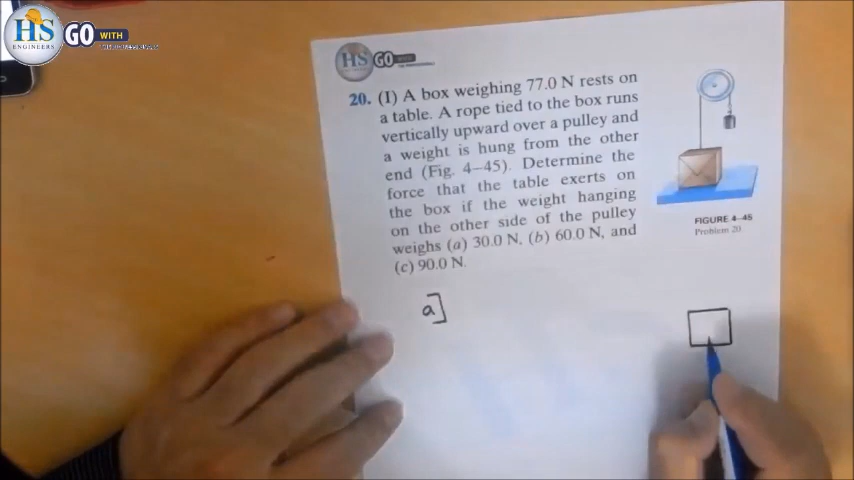 HS
ENGINEERS
GO WITH
HS GO
20. (I) A box weighing 77.0 N rests on
a table. A rope tied to the box runs
vertically upward over a pulley and
a weight is hung from the other
end (Fig. 4–45). Determine the
force that the table exerts on
the box if the weight hanging
on the other side of the pulley
weighs (a) 30.0 N, (b) 60.0 N, and
(c) 90.0 N.
FIGURE 4–45
Problem 20.
a]